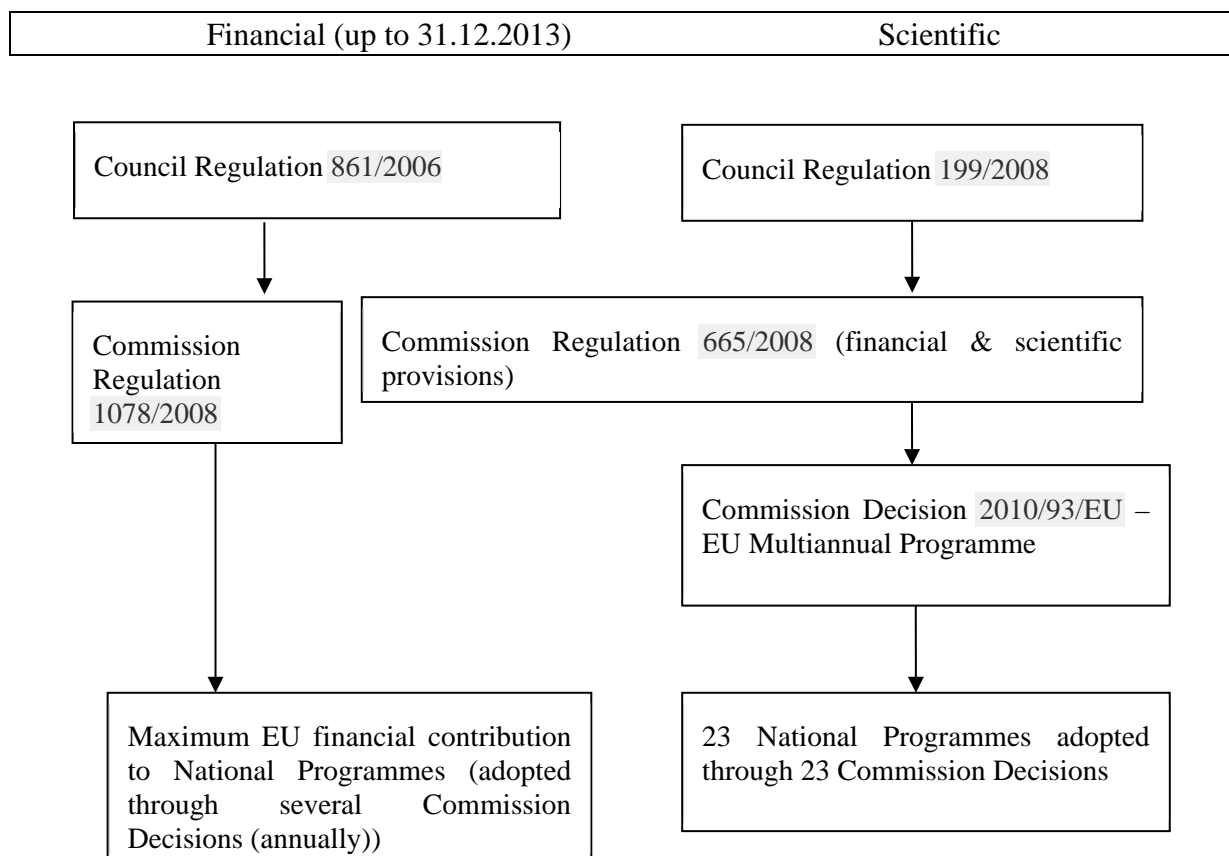 Financial (up to 31.12.2013) Scientific
Council Regulation 861/2006
Council Regulation 199/2008
Commission
Regulation
1078/2008
Commission Regulation 665/2008 (financial & scientific
provisions)
Commission Decision 2010/93/EU –
EU Multiannual Programme
Maximum EU financial contribution
to National Programmes (adopted
through several Commission
Decisions (annually))
23 National Programmes adopted
through 23 Commission Decisions